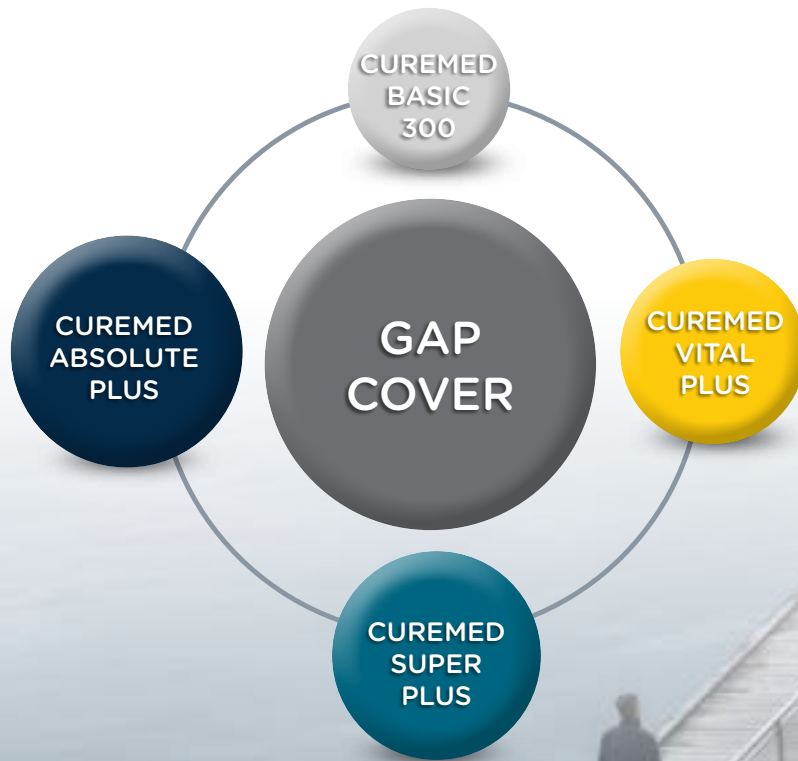 CUREMED
BASIC
300
CUREMED
ABSOLUTE
PLUS
GAP
COVER
CUREMED
VITAL
PLUS
CUREMED
SUPER
PLUS